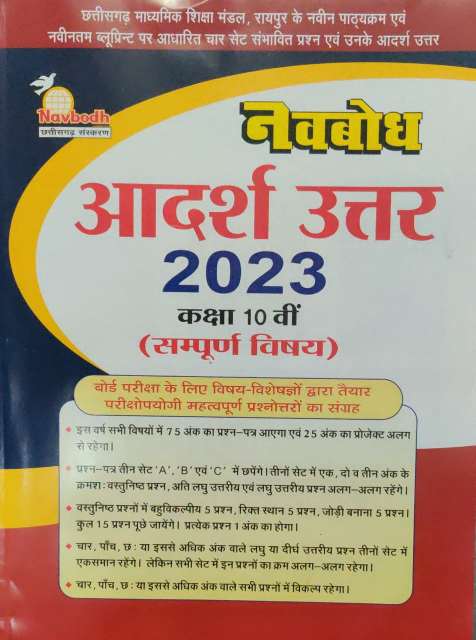 छत्तीसगढ़ माध्यमिक शिक्षा मंडल, रायपुर के नवीन पाठ्यक्रम एवं
नवीनतम ब्लूप्रिन्ट पर आधारित चार सेट संभावित प्रश्न एवं उनके आदर्श उत्तर
Navbodh
छत्तीसगढ़ संस्करण
नवबोध
आदर्श उत्तर
2023
कक्षा 10 वीं
(सम्पूर्ण विषय)
बोर्ड परीक्षा के लिए विषय-विशेषज्ञों द्वारा तैयार
परीक्षोपयोगी महत्वपूर्ण प्रश्नोत्तरों का संग्रह
इस वर्ष सभी विषयों में 75 अंक का प्रश्न-पत्र आएगा एवं 25 अंक का प्रोजेक्ट अलग
से रहेगा।
प्रश्न-पत्र तीन सेट 'A', 'B' एवं 'C' में छपेंगे। तीनों सेट में एक, दो व तीन अंक के
क्रमशः वस्तुनिष्ठ प्रश्न, अति लघु उत्तरीय एवं लघु उत्तरीय प्रश्न अलग-अलग रहेंगे।
वस्तुनिष्ठ प्रश्नों में बहुविकल्पीय 5 प्रश्न, रिक्त स्थान 5 प्रश्न, जोड़ी बनाना 5 प्रश्न।
कुल 15 प्रश्न पूछे जायेंगे। प्रत्येक प्रश्न 1 अंक का होगा।
चार, पाँच, छः या इससे अधिक अंक वाले लघु या दीर्घ उत्तरीय प्रश्न तीनों सेट में
एकसमान रहेंगे। लेकिन सभी सेट में इन प्रश्नों का क्रम अलग-अलग रहेगा।
चार, पाँच, छः या इससे अधिक अंक वाले सभी प्रश्नों में विकल्प रहेगा।